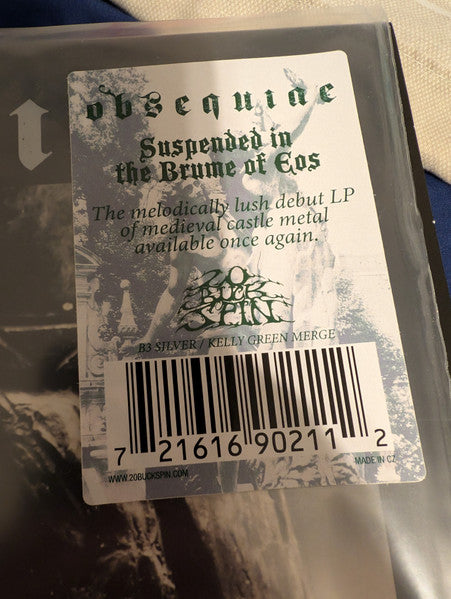 t
obsequiae
Suspended in
the Brume of Eos
The melodically lush debut LP
of medieval castle metal
available once again.
20
BUCK
SPIN
B3 SILVER / KELLY GREEN MERGE
7 21616 90211 2
WWW.20BUCKSPIN.COM
MADE IN CZ